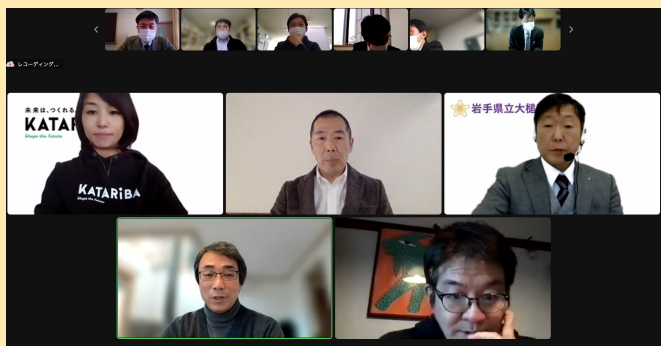 レコーディング...
未来は、つくれる
KATAR
Shape the Future
KATARiBA
Shape the Future
岩手県立大槌